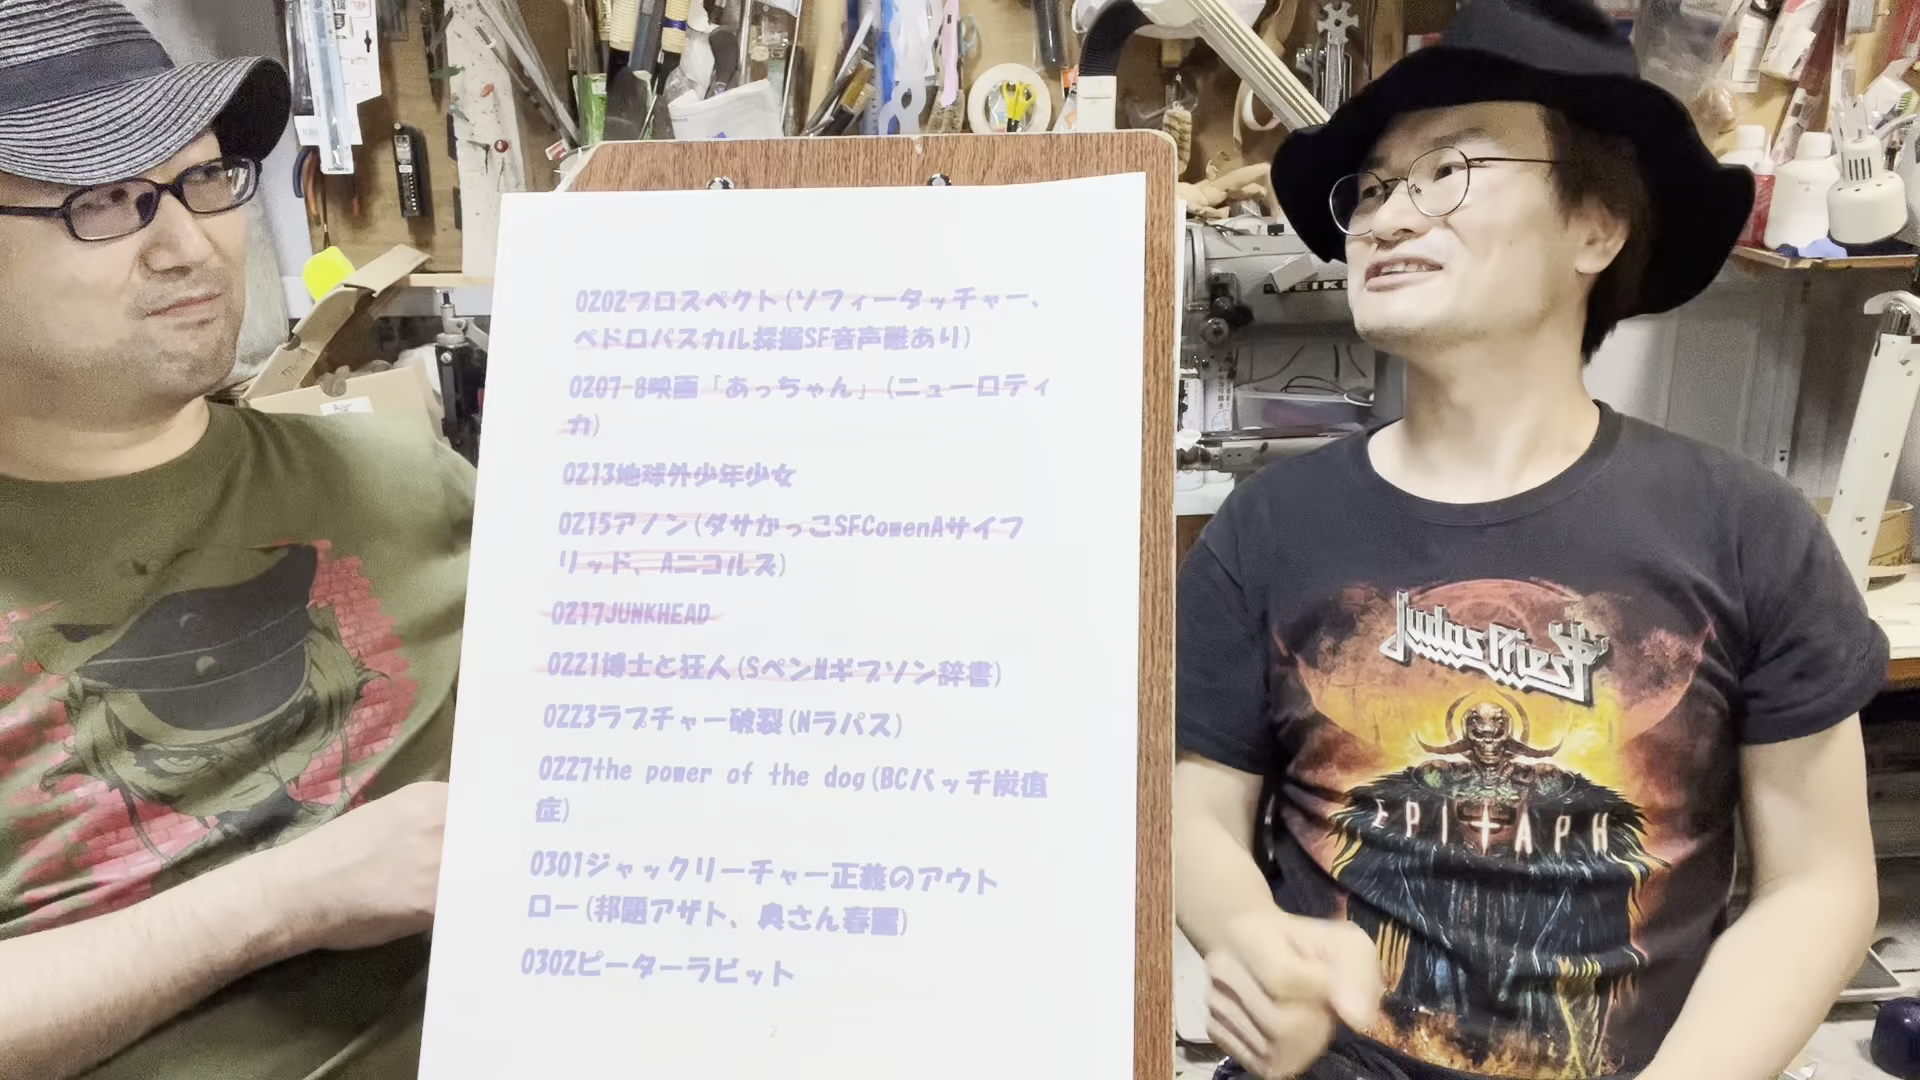 0202プロスペクト(ソフィータッチャー、
ペドロパスカル採掘SF音声難あり)
0207-8映画「あっちゃん」(ニューロティ
カ)
0213地球外少年少女
0215アノン(ダサかっこSFCowenAサイフ
リッド、Aニコルズ)
0217JUNKHEAD
0221博士と狂人(SペンMギブソン辞書)
0223ラプチャー破裂(Nラパス)
0227the power of the dog(BCバッチ炭疽
症)
0301ジャックリーチャー正義のアウト
ロー(邦題アザト、奥さん春麗)
0302ピーターラビット
2
Judas Priest
EPITAPH